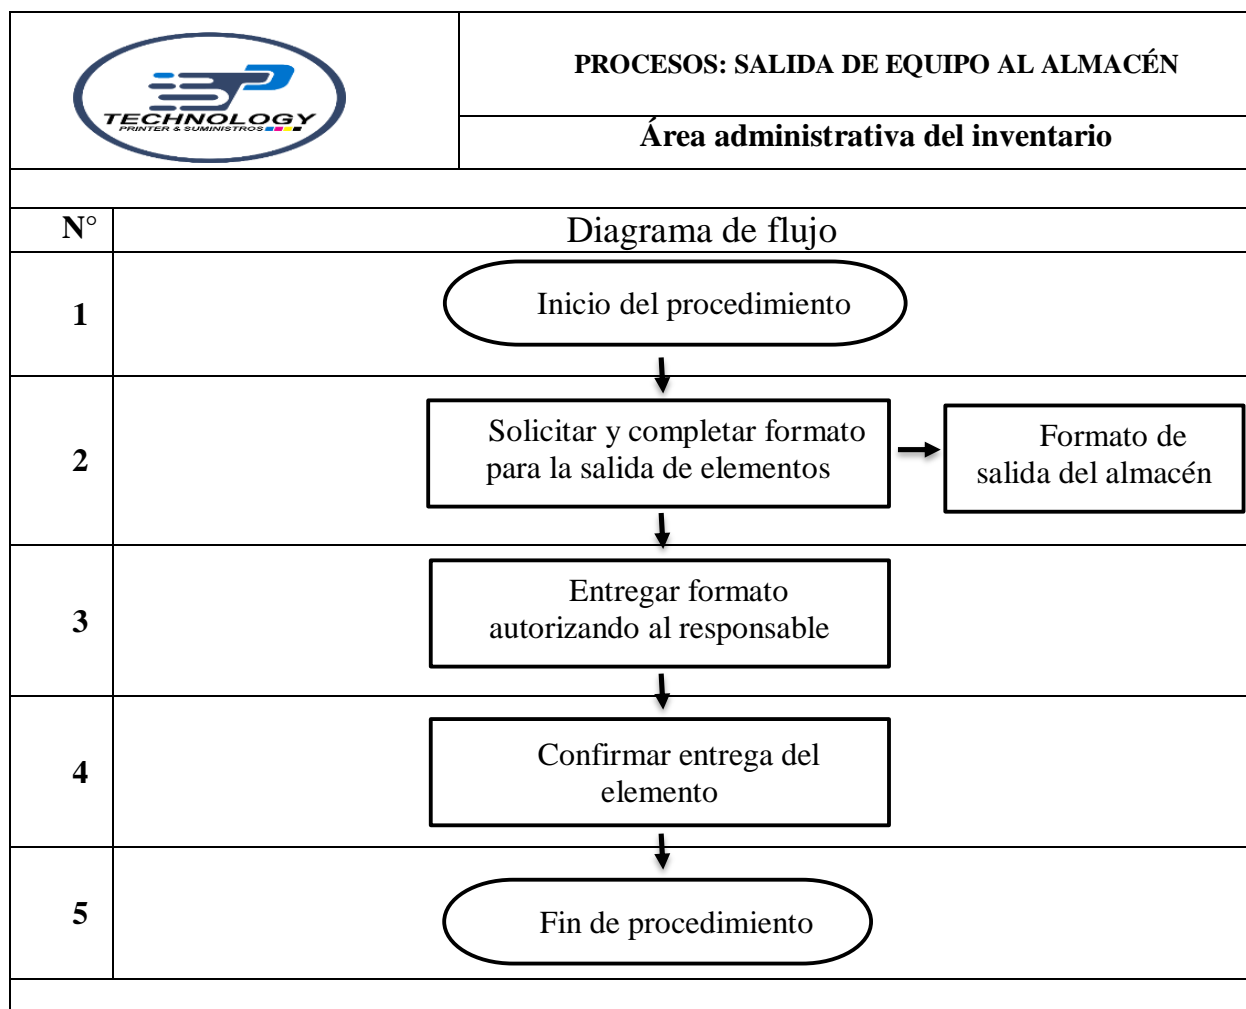 TECHNOLOGY
PRINTER & SUMINISTROS
PROCESOS: SALIDA DE EQUIPO AL ALMACÉN
Área administrativa del inventario
N°
Diagrama de flujo
1
Inicio del procedimiento
2
Solicitar y completar formato
para la salida de elementos
Formato de
salida del almacén
3
Entregar formato
autorizando al responsable
4
Confirmar entrega del
elemento
5
Fin de procedimiento